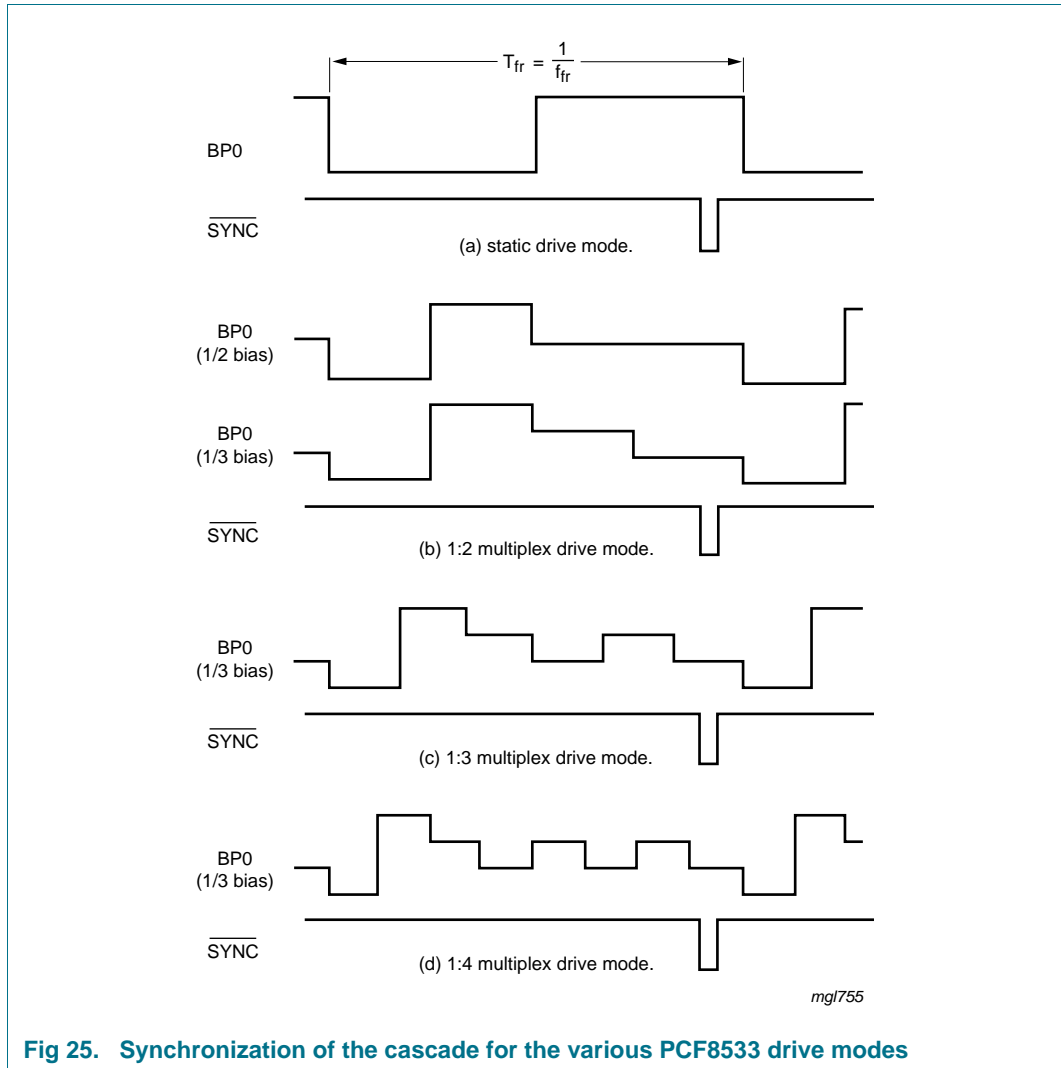 Tfr = 1
ffr
BP0
SYNC
(a) static drive mode.
BP0
(1/2 bias)
BP0
(1/3 bias)
SYNC
(b) 1:2 multiplex drive mode.
BP0
(1/3 bias)
SYNC
(c) 1:3 multiplex drive mode.
BP0
(1/3 bias)
SYNC
(d) 1:4 multiplex drive mode.
mgl755
Fig 25. Synchronization of the cascade for the various PCF8533 drive modes